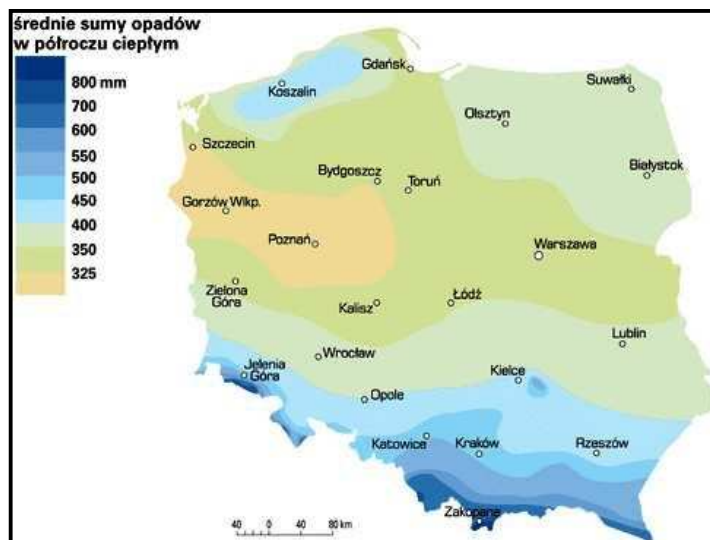 średnie sumy opadów
w półroczu ciepłym
800 mm
700
600
550
500
450
400
350
325
Gdańsk
Koszalin
Suwałki
Olsztyn
Szczecin
Białystok
Bydgoszcz
Toruń
Gorzów Wlkp.
Poznań
Warszawa
Zielona
Góra
Kalisz
Łódź
Lublin
Wrocław
Jelenia
Góra
Kielce
Opole
Katowice
Kraków
Rzeszów
Zakopane
40 0 40 80 km